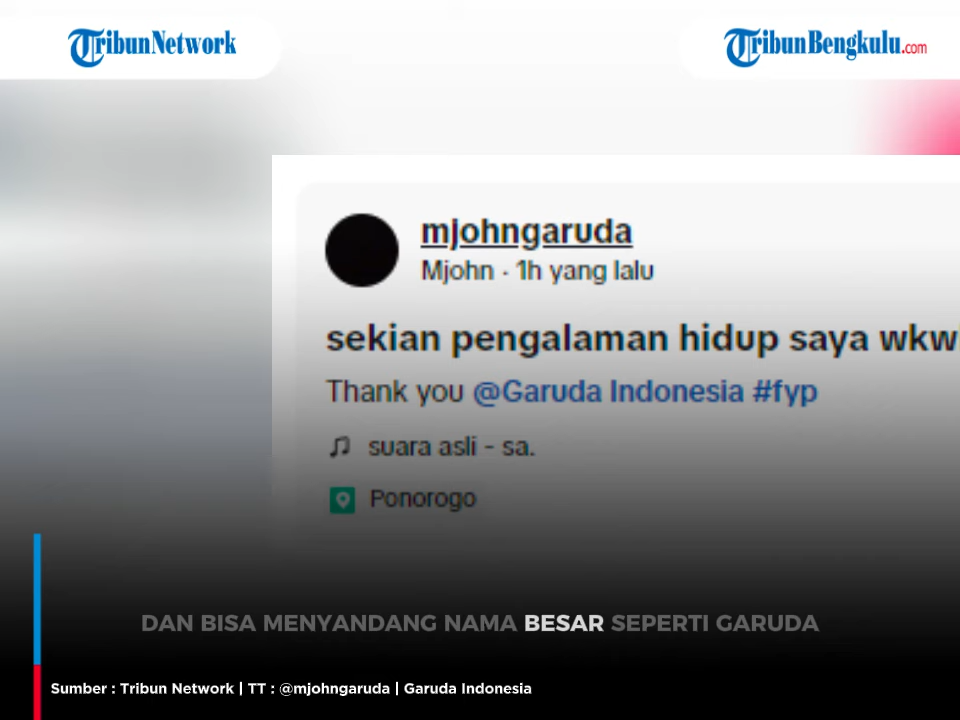 TribunNetwork
TribunBengkulu.com
mjohngaruda
Mjohn · 1h yang lalu
sekian pengalaman hidup saya
Thank you @Garuda Indonesia #fyp
suara asli - sa.
Ponorogo
DAN BISA MENYANDANG NAMA BESAR SEPERTI GARUDA
Sumber : Tribun Network | TT : @mjohngaruda | Garuda Indonesia